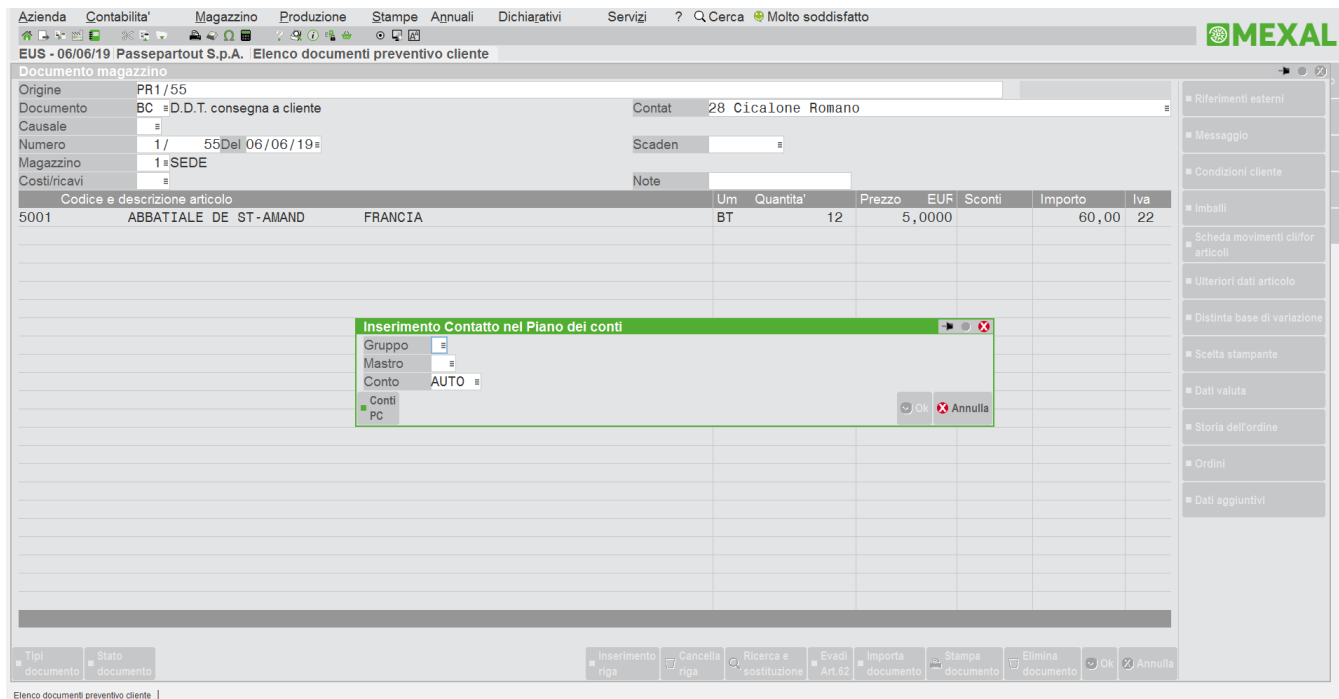 Azienda Contabilita' Magazzino Produzione Stampe Annuali Dichiarativi Servizi ? Cerca Molto soddisfatto
MEXAL
EUS - 06/06/19 Passepartout S.p.A. Elenco documenti preventivo cliente
Documento magazzino
Origine PR1/55
Documento BC D.D.T. consegna a cliente Contat 28 Cicalone Romano
Causale
Numero 1/ 55 Del 06/06/19 Scaden
Magazzino 1 SEDE
Costi/ricavi Note
Codice e descrizione articolo Um Quantita' Prezzo EUR Sconti Importo Iva
5001 ABBATIALE DE ST-AMAND FRANCIA BT 12 5,0000 60,00 22
Inserimento Contatto nel Piano dei conti
Gruppo
Mastro
Conto AUTO
Conti
PC
Ok Annulla
Riferimenti esterni
Messaggio
Condizioni cliente
Imballi
Scheda movimenti cli/for
articoli
Ulteriori dati articolo
Distinta base di variazione
Scelta stampante
Dati valuta
Storia dell'ordine
Ordini
Dati aggiuntivi
Tipi Stato Inserimento Cancella Ricerca e Evadi Importa Stampa Elimina
documento documento riga riga sostituzione Art.62 documento documento documento Ok Annulla
Elenco documenti preventivo cliente